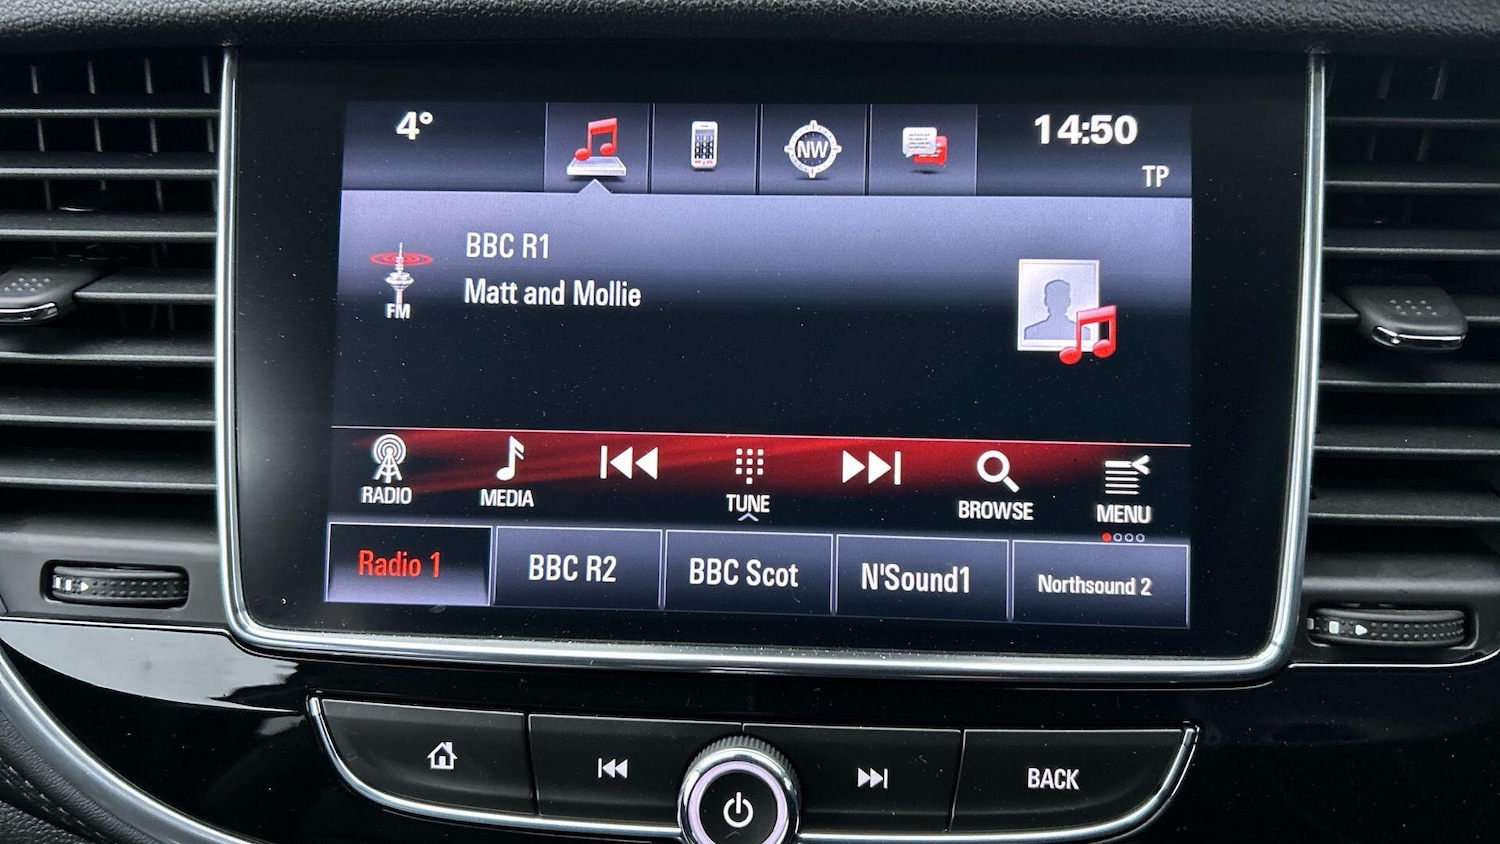 4°
NW
14:50
TP
BBC R1
Matt and Mollie
FM
RADIO
MEDIA
TUNE
BROWSE
MENU
Radio 1
BBC R2
BBC Scot
N'Sound1
Northsound 2
BACK